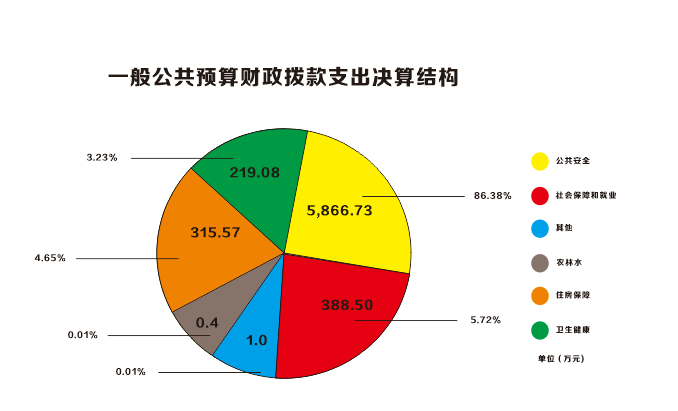 一般公共预算财政拨款支出决算结构
3.23%
219.08
公共安全
5,866.73
86.38%
社会保障和就业
315.57
其他
4.65%
农林水
388.50
住房保障
0.4
5.72%
0.01%
1.0
卫生健康
0.01%
单位(万元)